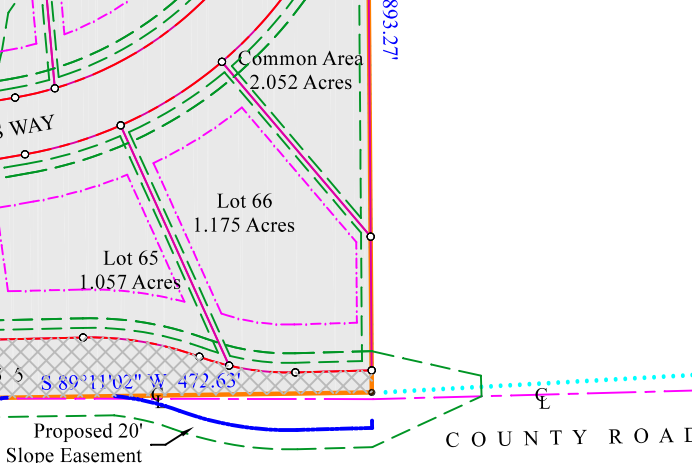 893.27'
Common Area
2.052 Acres
WAY
Lot 66
1.175 Acres
Lot 65
1.057 Acres
5
S 89°11'02" W 472.63'
CL
CL
Proposed 20'
Slope Easement
COUNTY ROAD